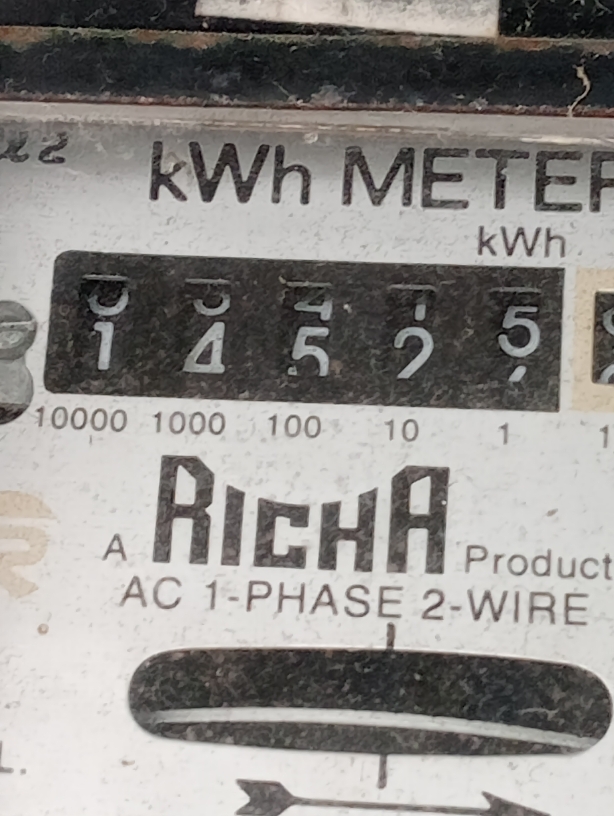 kWh METER
kWh
1 4 5 2 5
10000 1000 100 10 1
A RICHA Product
AC 1-PHASE 2-WIRE